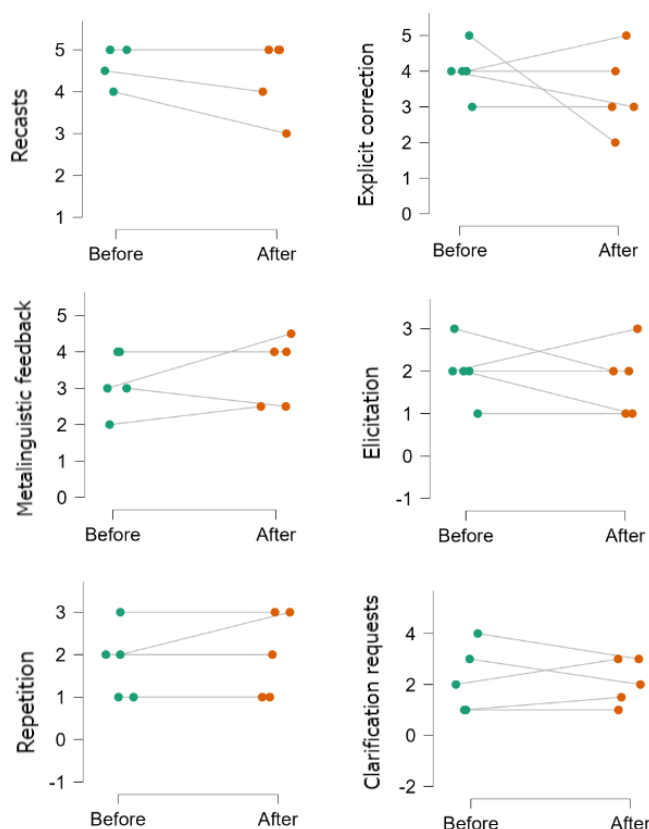 Recasts
5
4
3
2
1
Before
After
Explicit correction
5
4
3
2
1
0
Before
After
Metalinguistic feedback
5
4
3
2
1
0
Before
After
Elicitation
3
2
1
0
-1
Before
After
Repetition
3
2
1
0
-1
Before
After
Clarification requests
4
2
0
-2
Before
After